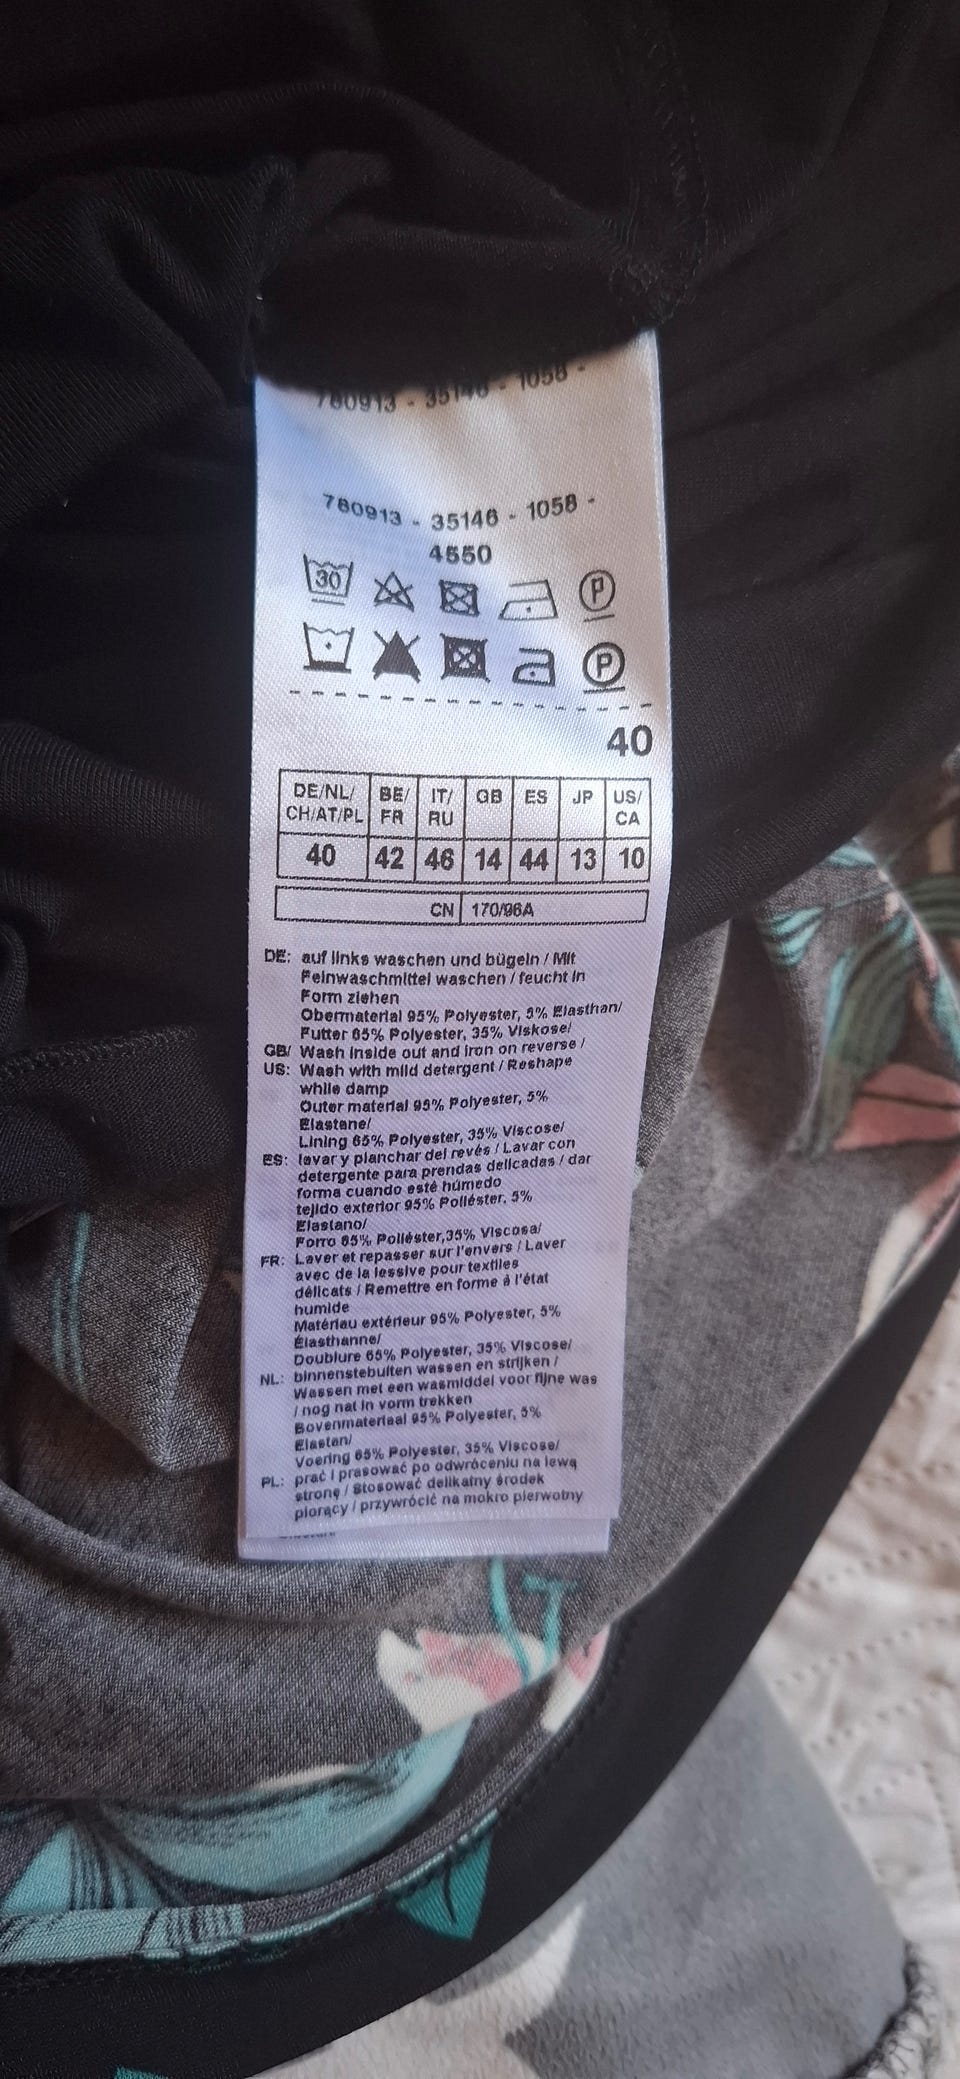 780913 - 35146 - 1058 -
780913 - 35146 - 1058 -
4550
30 P
P
40
DE/NL/ CH/AT/PL BE/ FR IT/ RU GB ES JP US/ CA
40 42 46 14 44 13 10
CN 170/96A
DE: auf links waschen und bügeln / Mit
Feinwaschmittel waschen / feucht in
Form ziehen
Obermaterial 95% Polyester, 5% Elasthan/
Futter 65% Polyester, 35% Viskose/
GB/ Wash inside out and iron on reverse /
US: Wash with mild detergent / Reshape
while damp
Outer material 95% Polyester, 5%
Elastane/
Lining 65% Polyester, 35% Viscose/
ES: lavar y planchar del revés / Lavar con
detergente para prendas delicadas / dar
forma cuando esté húmedo
tejido exterior 95% Poliéster, 5%
Elastano/
Forro 65% Poliéster,35% Viscosa/
FR: Laver et repasser sur l'envers / Laver
avec de la lessive pour textiles
délicats / Remettre en forme à l'état
humide
Matériau extérieur 95% Polyester, 5%
Élasthanne/
Doublure 65% Polyester, 35% Viscose/
NL: binnenstebuiten wassen en strijken /
Wassen met een wasmiddel voor fijne was
/ nog nat in vorm trekken
Bovenmateriaal 95% Polyester, 5%
Elastan/
Voering 65% Polyester, 35% Viscose/
PL: prać i prasować po odwróceniu na lewą
stronę / Stosować delikatny środek
piorący / przywrócić na mokro pierwotny